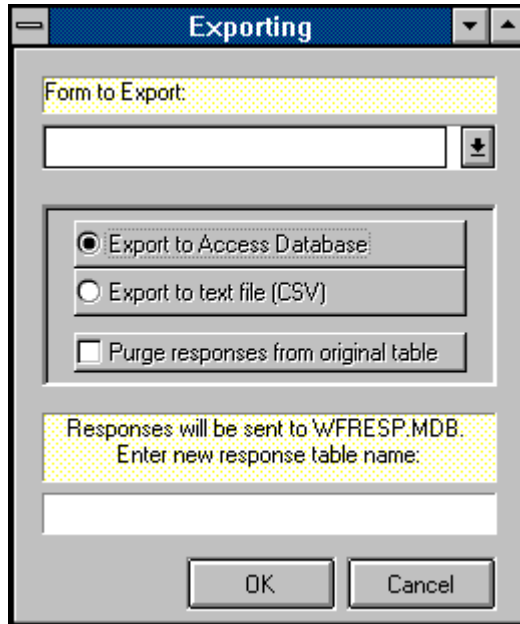 Exporting
Form to Export:
Export to Access Database
Export to text file (CSV)
Purge responses from original table
Responses will be sent to WFRESP.MDB.
Enter new response table name:
OK
Cancel